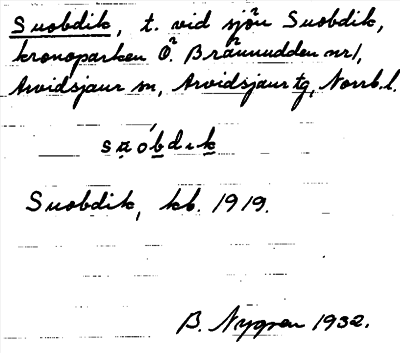 Suobdik, t. vid sjön Suobdik,
kronoparken Ö. Brännudden nr 1,
Arvidsjaur sn, Arvidsjaur tg, Norrb. l.
suobdik
Suobdik, kb. 1919.
B. Nygren 1932.